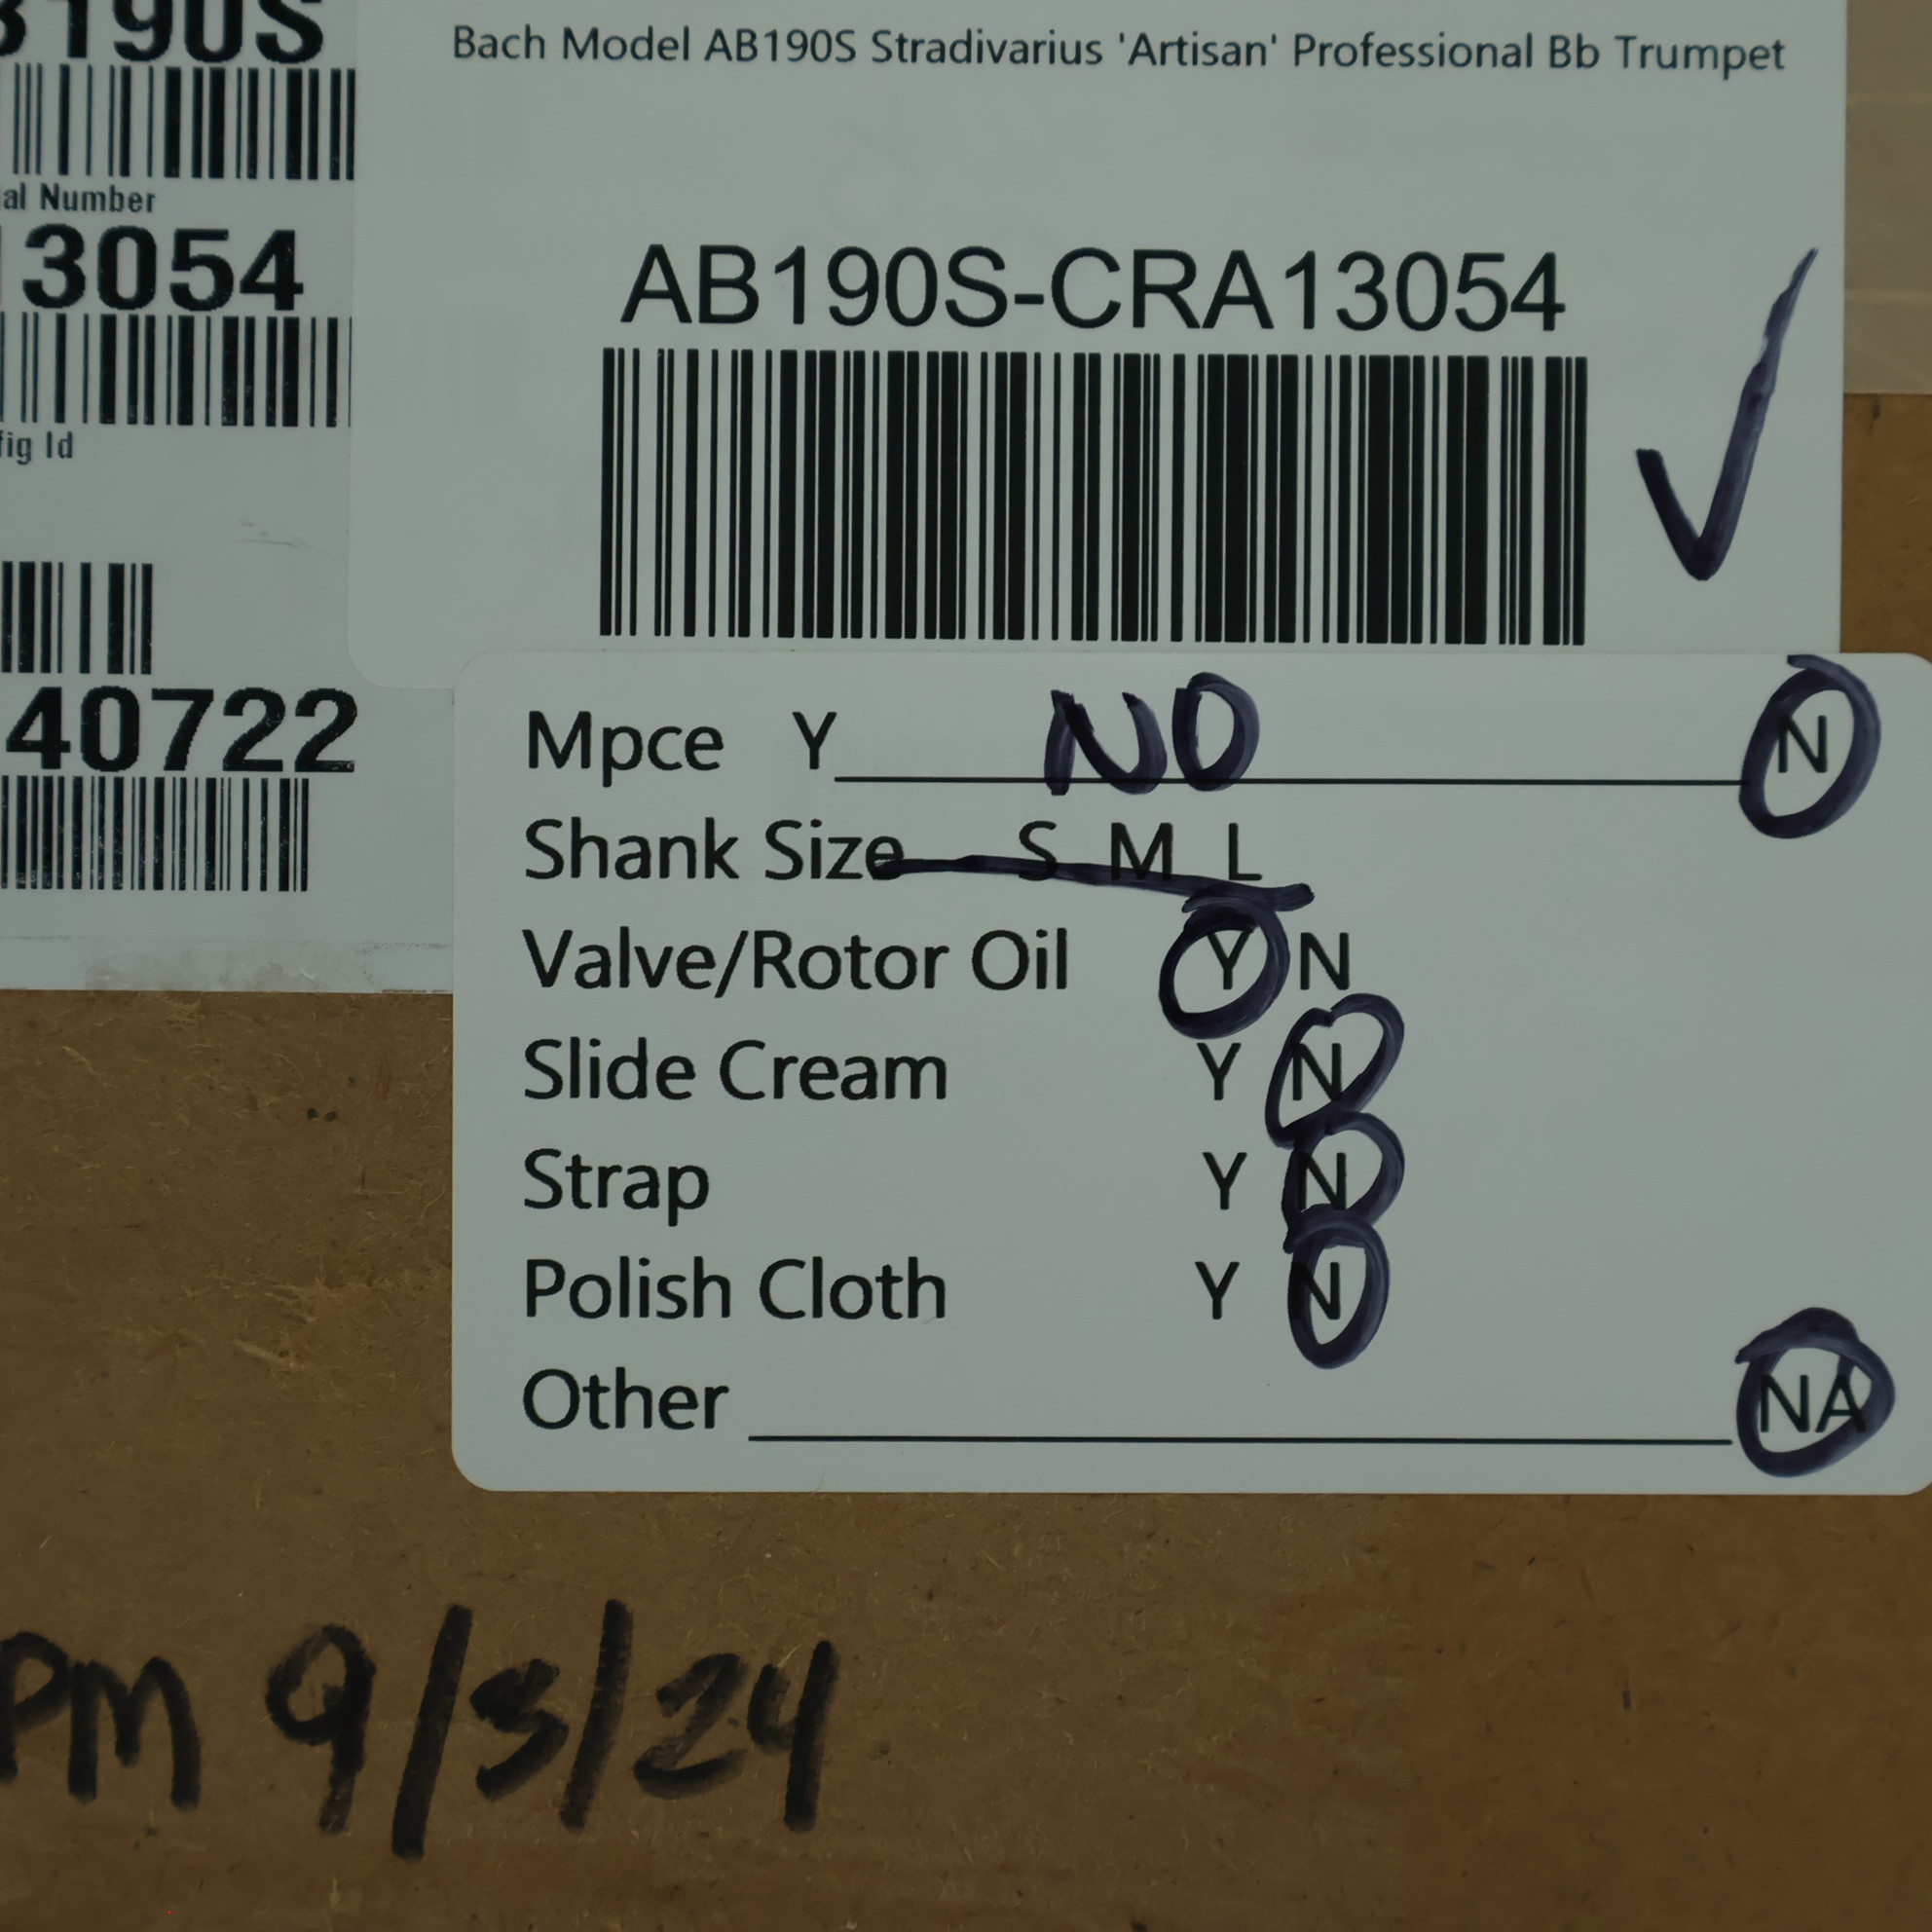 Bach Model AB190S Stradivarius 'Artisan' Professional Bb Trumpet
B190S
al Number
13054
fig Id
40722
AB190S-CRA13054
Mpce Y NO N
Shank Size S M L
Valve/Rotor Oil Y N
Slide Cream Y N
Strap Y N
Polish Cloth Y N
Other NA
PM 9/3/24